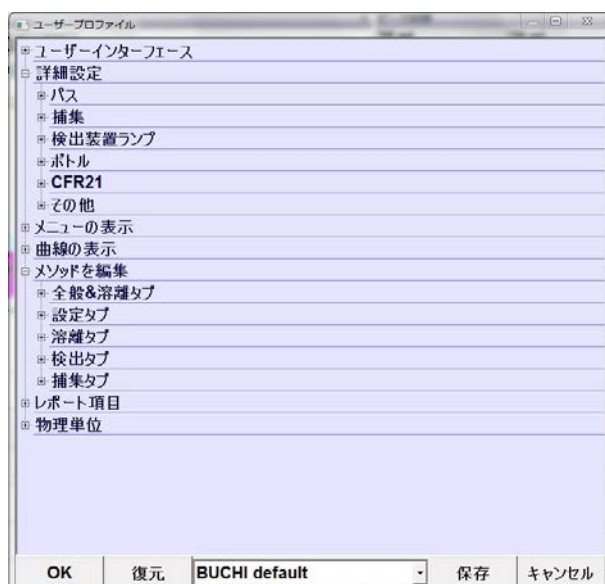 ユーザープロファイル
ユーザーインターフェース
詳細設定
パス
捕集
検出装置ランプ
ボトル
CFR21
その他
メニューの表示
曲線の表示
メソッドを編集
全般&溶離タブ
設定タブ
溶離タブ
検出タブ
捕集タブ
レポート項目
物理単位
OK 復元 BUCHI default 保存 キャンセル